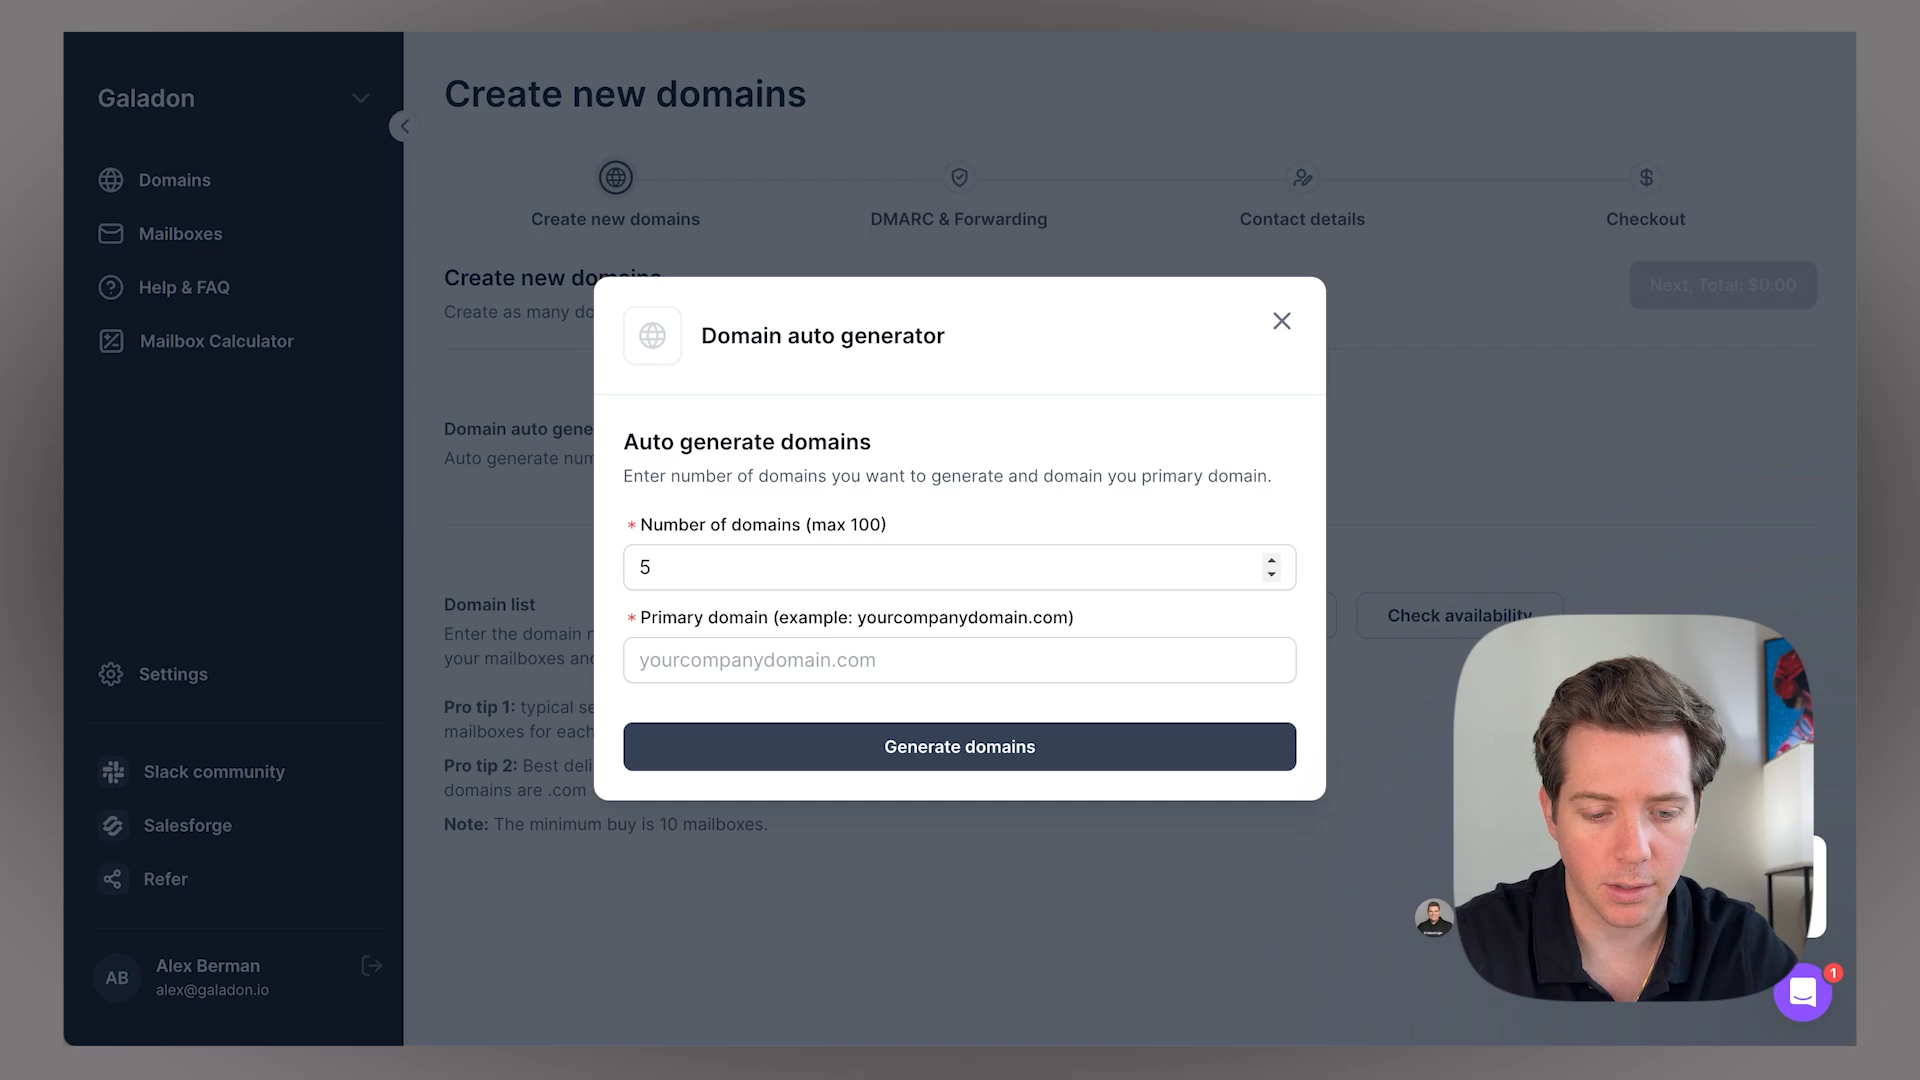 Galadon
Domains
Mailboxes
Help & FAQ
Mailbox Calculator
Settings
Slack community
Salesforge
Refer
AB
Alex Berman
alex@galadon.io
Create new domains
Create new domains
DMARC & Forwarding
Contact details
Checkout
Create new domains
Create as many do
Next, Total: $0.00
Domain auto gene
Auto generate num
Domain list
Enter the domain n
your mailboxes and
Check availability
Pro tip 1: typical se
mailboxes for each
Pro tip 2: Best deli
domains are .com
Note: The minimum buy is 10 mailboxes.
Domain auto generator
Auto generate domains
Enter number of domains you want to generate and domain you primary domain.
* Number of domains (max 100)
5
* Primary domain (example: yourcompanydomain.com)
yourcompanydomain.com
Generate domains
1